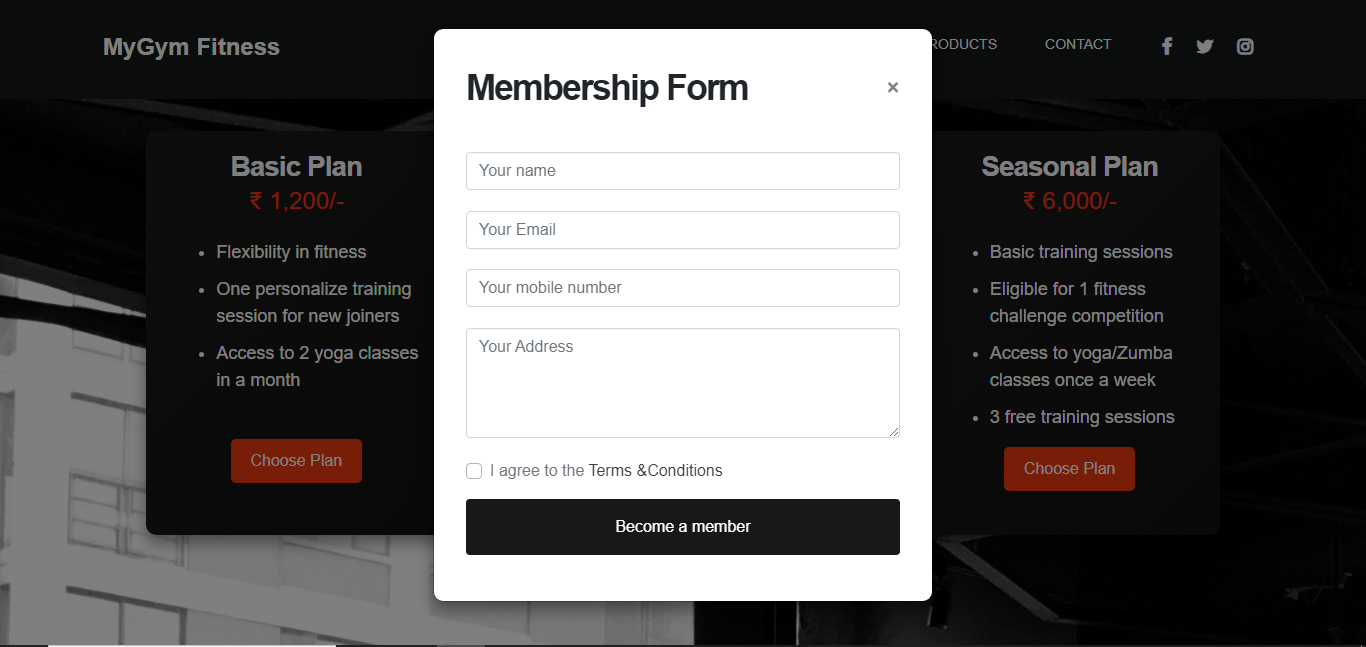 MyGym Fitness
RODUCTS
CONTACT
Membership Form
×
Your name
Your Email
Your mobile number
Your Address
I agree to the Terms &Conditions
Become a member
Basic Plan
₹ 1,200/-
• Flexibility in fitness
• One personalize training
session for new joiners
• Access to 2 yoga classes
in a month
Choose Plan
Seasonal Plan
₹ 6,000/-
• Basic training sessions
• Eligible for 1 fitness
challenge competition
• Access to yoga/Zumba
classes once a week
• 3 free training sessions
Choose Plan